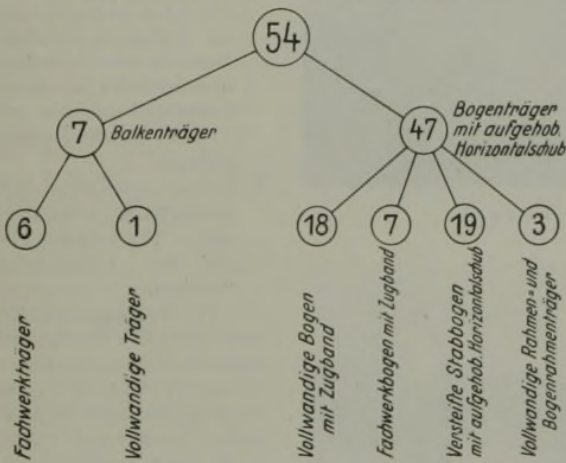 54
7
Balkenträger
47
Bogenträger
mit aufgehob.
Horizontalschub
6
1
18
7
19
3
Fachwerkträger
Vollwandige Träger
Vollwandige Bogen
mit Zugband
Fachwerkbogen mit Zugband
Versteifte Stabbogen
mit aufgehob. Horizontalschub
Vollwandige Rahmen= und
Bogenrahmenträger